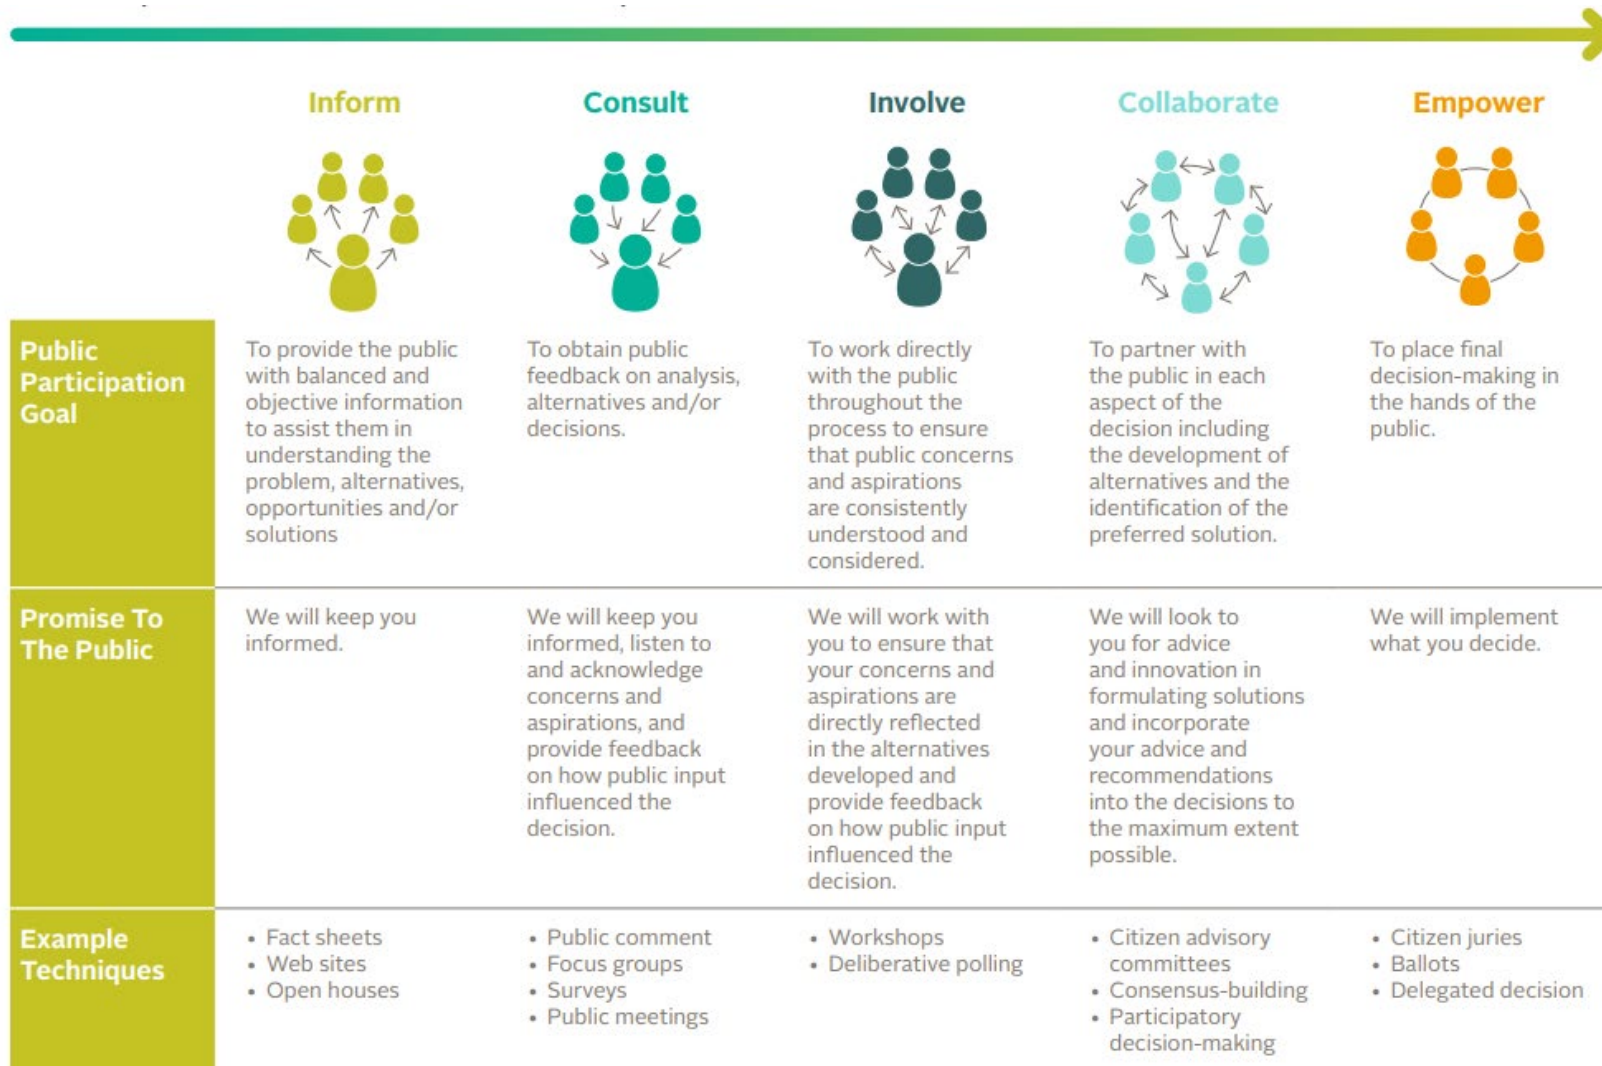 Inform
Consult
Involve
Collaborate
Empower
Public
Participation
Goal
To provide the public
with balanced and
objective information
to assist them in
understanding the
problem, alternatives,
opportunities and/or
solutions
To obtain public
feedback on analysis,
alternatives and/or
decisions.
To work directly
with the public
throughout the
process to ensure
that public concerns
and aspirations
are consistently
understood and
considered.
To partner with
the public in each
aspect of the
decision including
the development of
alternatives and the
identification of the
preferred solution.
To place final
decision-making in
the hands of the
public.
Promise To
The Public
We will keep you
informed.
We will keep you
informed, listen to
and acknowledge
concerns and
aspirations, and
provide feedback
on how public input
influenced the
decision.
We will work with
you to ensure that
your concerns and
aspirations are
directly reflected
in the alternatives
developed and
provide feedback
on how public input
influenced the
decision.
We will look to
you for advice
and innovation in
formulating solutions
and incorporate
your advice and
recommendations
into the decisions to
the maximum extent
possible.
We will implement
what you decide.
Example
Techniques
• Fact sheets
• Web sites
• Open houses
• Public comment
• Focus groups
• Surveys
• Public meetings
• Workshops
• Deliberative polling
• Citizen advisory
committees
• Consensus-building
• Participatory
decision-making
• Citizen juries
• Ballots
• Delegated decision